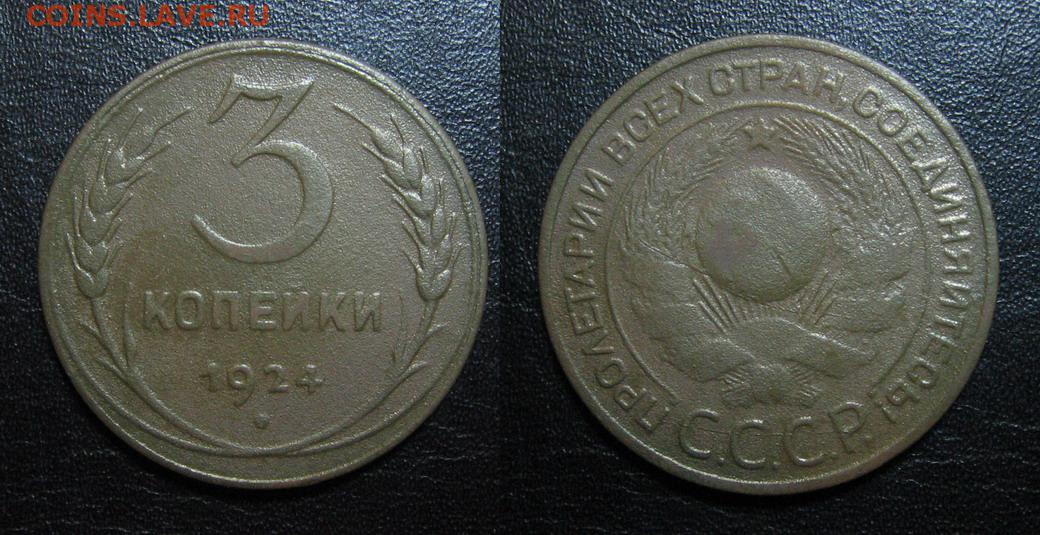 COINS.LAVE.RU
3
КОПЕЙКИ
1924
ПРОЛЕТАРИИ ВСЕХ СТРАН, СОЕДИНЯЙТЕСЬ!
С.С.С.Р.